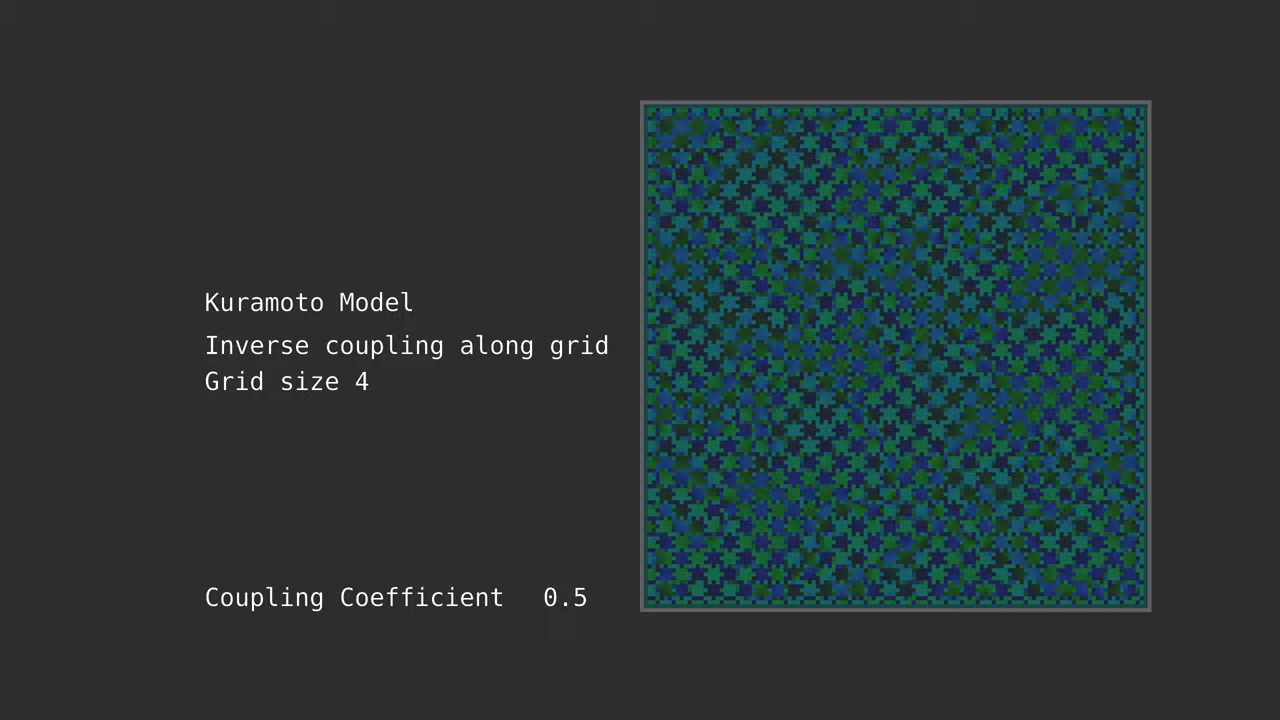 Kuramoto Model
Inverse coupling along grid
Grid size 4
Coupling Coefficient 0.5